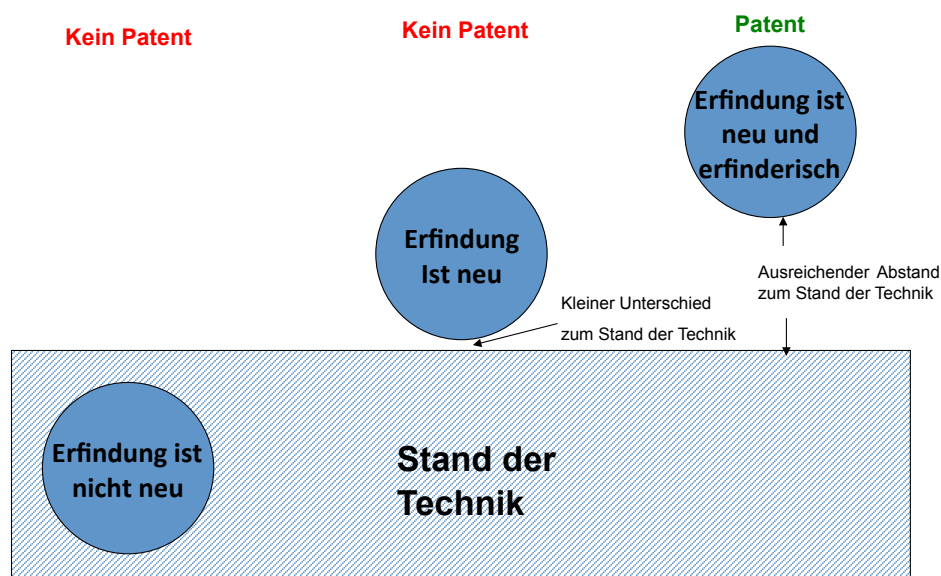 Kein Patent
Kein Patent
Patent
Erfindung ist
neu und
erfinderisch
Erfindung
Ist neu
Ausreichender Abstand
zum Stand der Technik
Kleiner Unterschied
zum Stand der Technik
Erfindung ist
nicht neu
Stand der
Technik